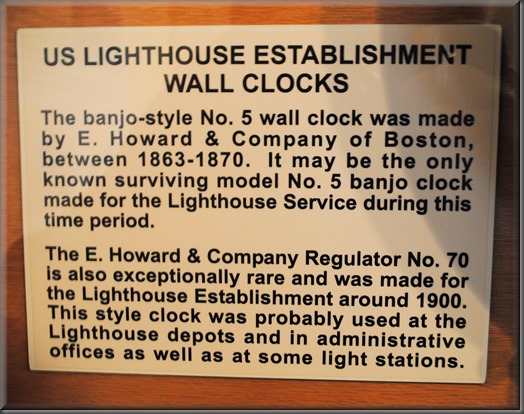 US LIGHTHOUSE ESTABLISHMENT
WALL CLOCKS
The banjo-style No. 5 wall clock was made
by E. Howard & Company of Boston,
between 1863-1870. It may be the only
known surviving model No. 5 banjo clock
made for the Lighthouse Service during this
time period.
The E. Howard & Company Regulator No. 70
is also exceptionally rare and was made for
the Lighthouse Establishment around 1900.
This style clock was probably used at the
Lighthouse depots and in administrative
offices as well as at some light stations.